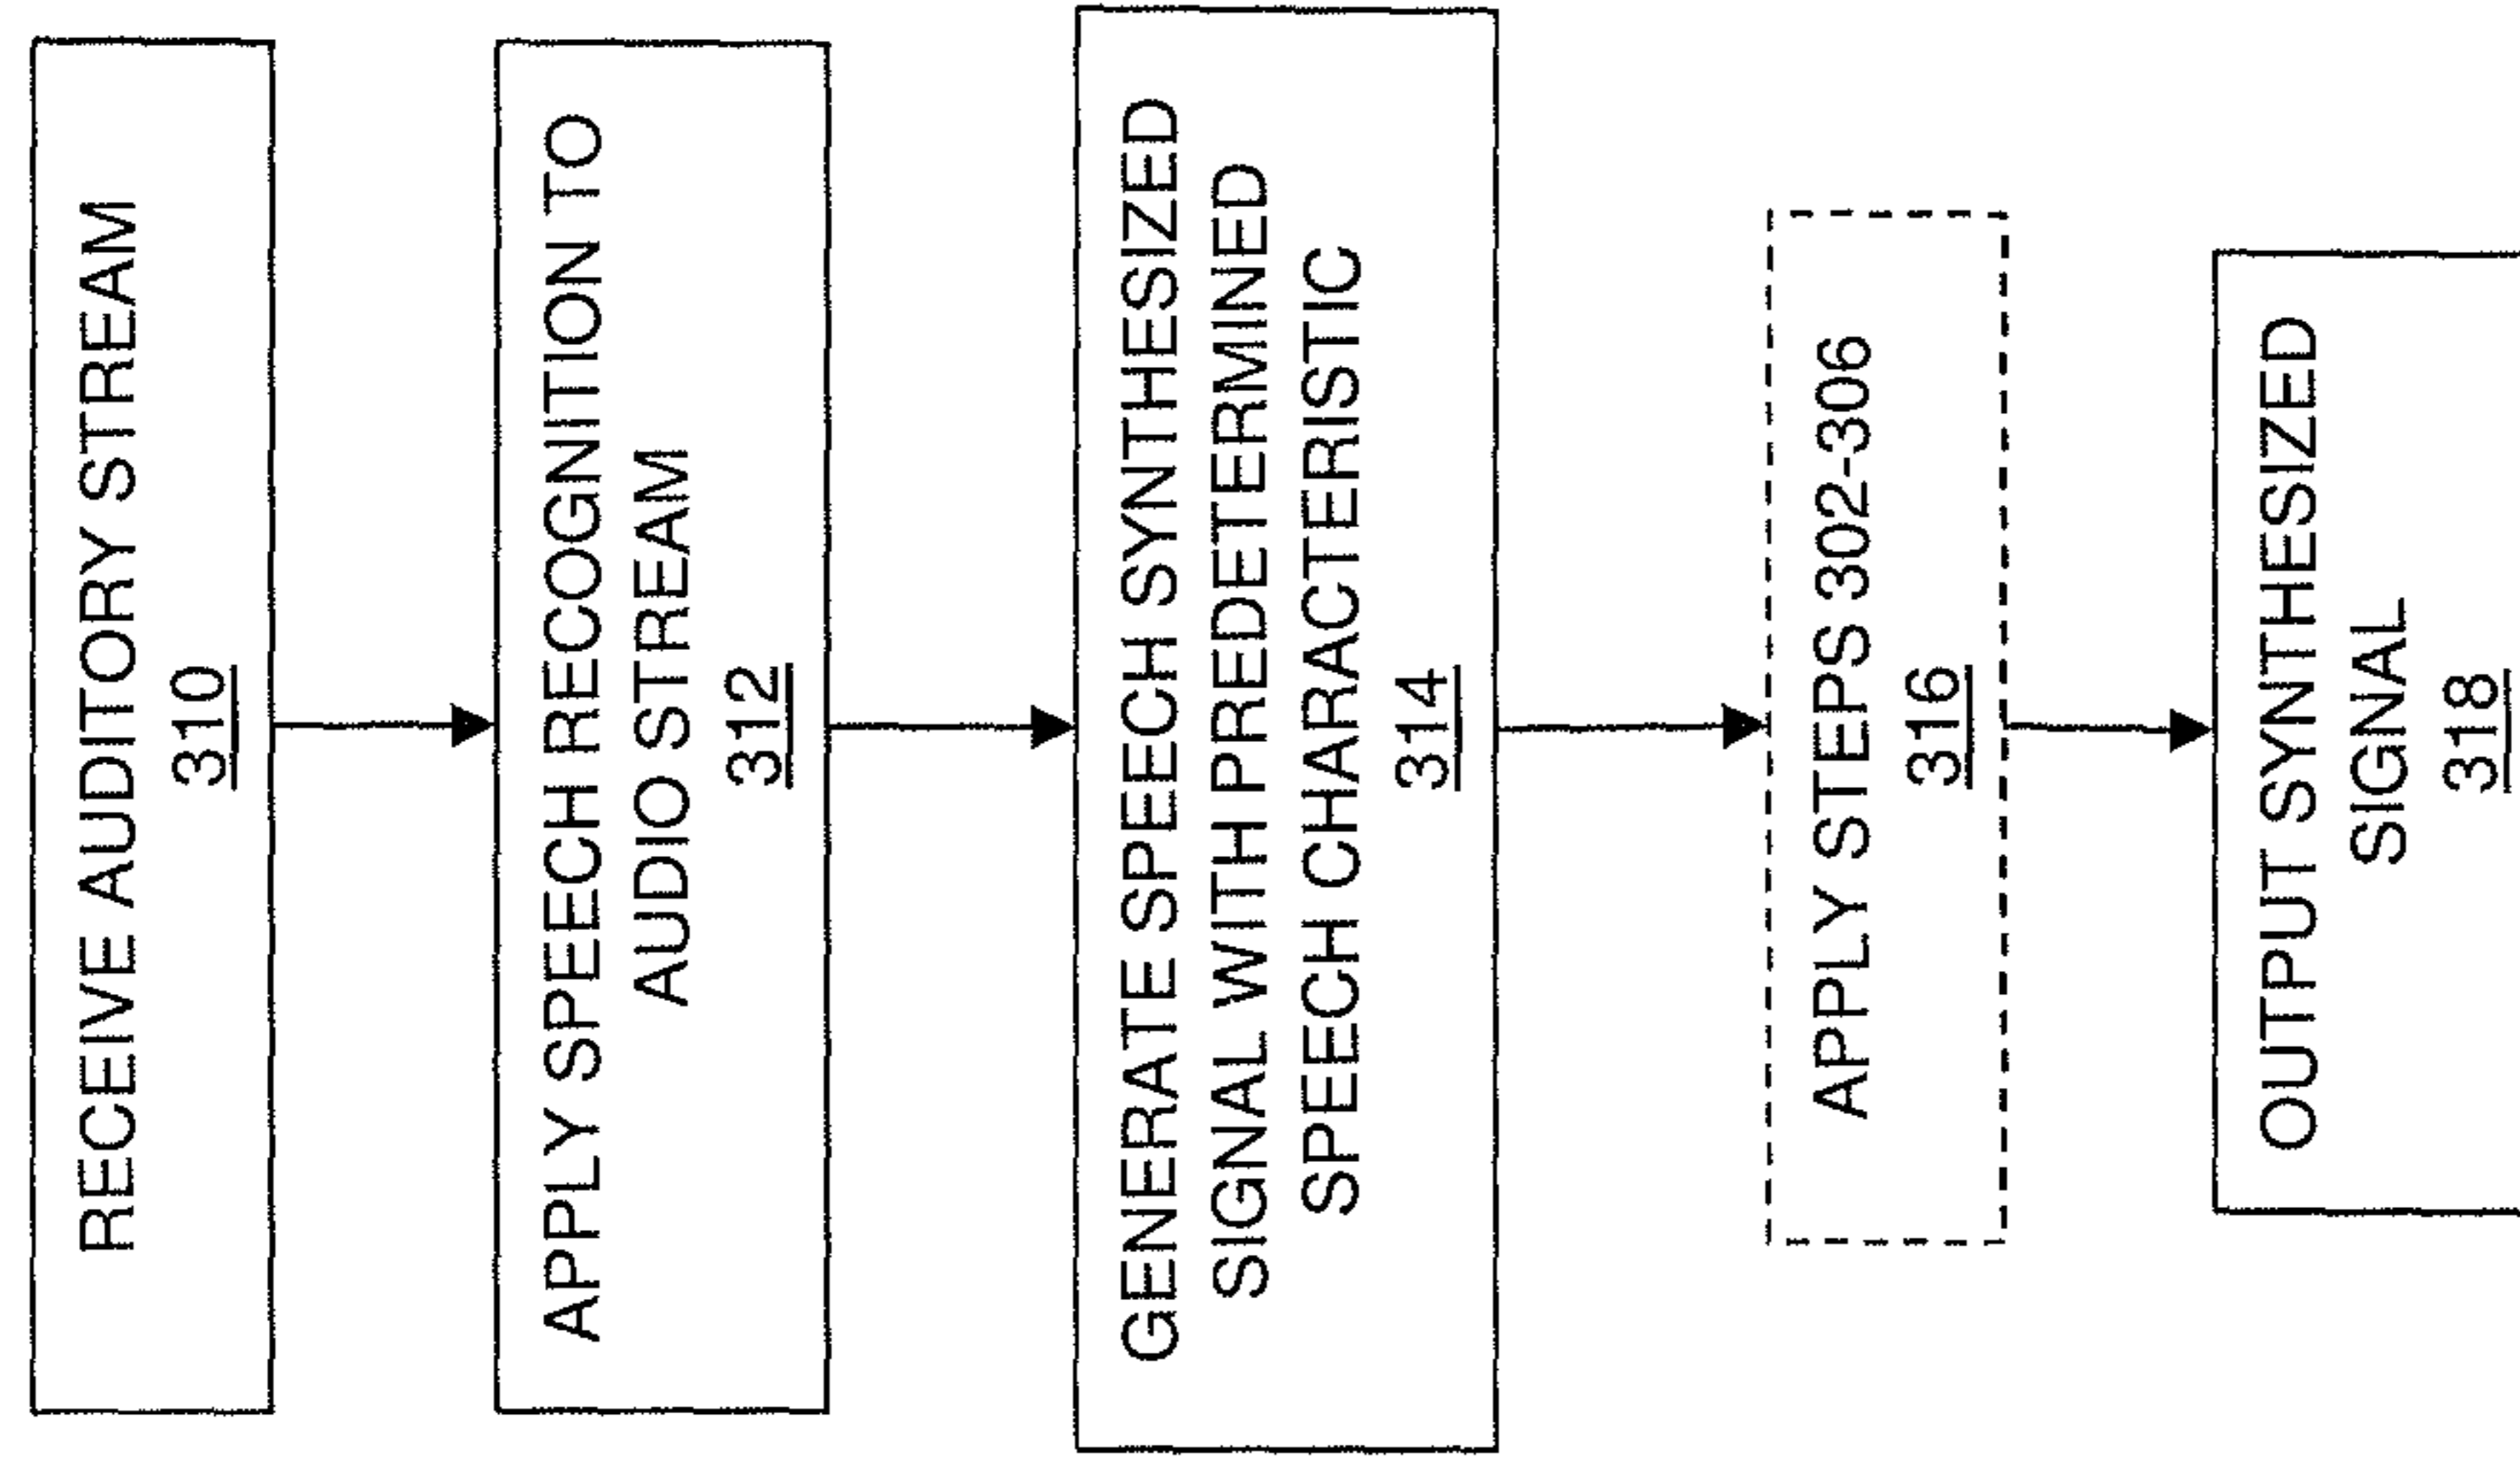 RECEIVE AUDITORY STREAM
310
APPLY SPEECH RECOGNITION TO
AUDIO STREAM
312
GENERATE SPEECH SYNTHESIZED
SIGNAL WITH PREDETERMINED
SPEECH CHARACTERISTIC
314
APPLY STEPS 302-306
316
OUTPUT SYNTHESIZED
SIGNAL
318